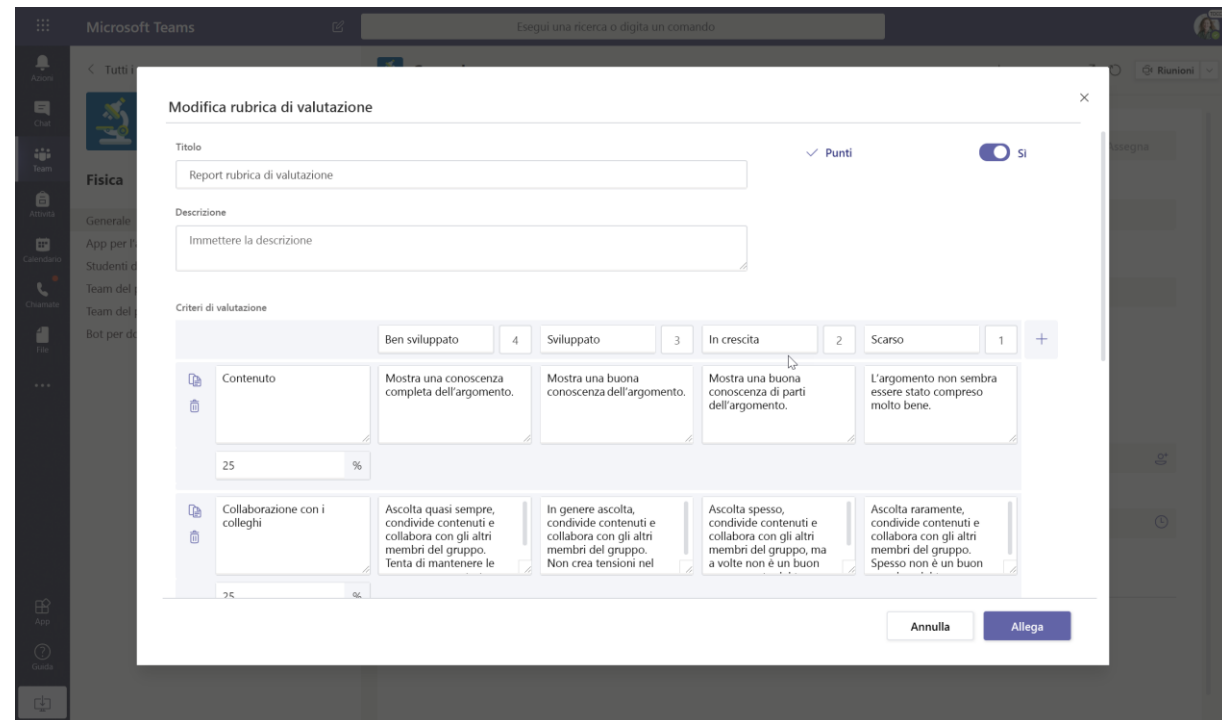 Microsoft Teams
Esegui una ricerca o digita un comando
Attività
Chat
Team
Attività
Calendario
Chiamate
File
App
Guida
Tutti i
Fisica
Generale
App per l'
Studenti d
Team del
Team del
Bot per do
Riunioni
Assegna
Modifica rubrica di valutazione
Titolo
Punti
Sì
Report rubrica di valutazione
Descrizione
Immettere la descrizione
Criteri di valutazione
Ben sviluppato 4 Sviluppato 3 In crescita 2 Scarso 1
Contenuto
Mostra una conoscenza
completa dell'argomento.
Mostra una buona
conoscenza dell'argomento.
Mostra una buona
conoscenza di parti
dell'argomento.
L'argomento non sembra
essere stato compreso
molto bene.
25 %
Collaborazione con i
colleghi
Ascolta quasi sempre,
condivide contenuti e
collabora con gli altri
membri del gruppo.
Tenta di mantenere le
In genere ascolta,
condivide contenuti e
collabora con gli altri
membri del gruppo.
Non crea tensioni nel
Ascolta spesso,
condivide contenuti e
collabora con gli altri
membri del gruppo, ma
a volte non è un buon
Ascolta raramente,
condivide contenuti e
collabora con gli altri
membri del gruppo.
Spesso non è un buon
25 %
Annulla
Allega